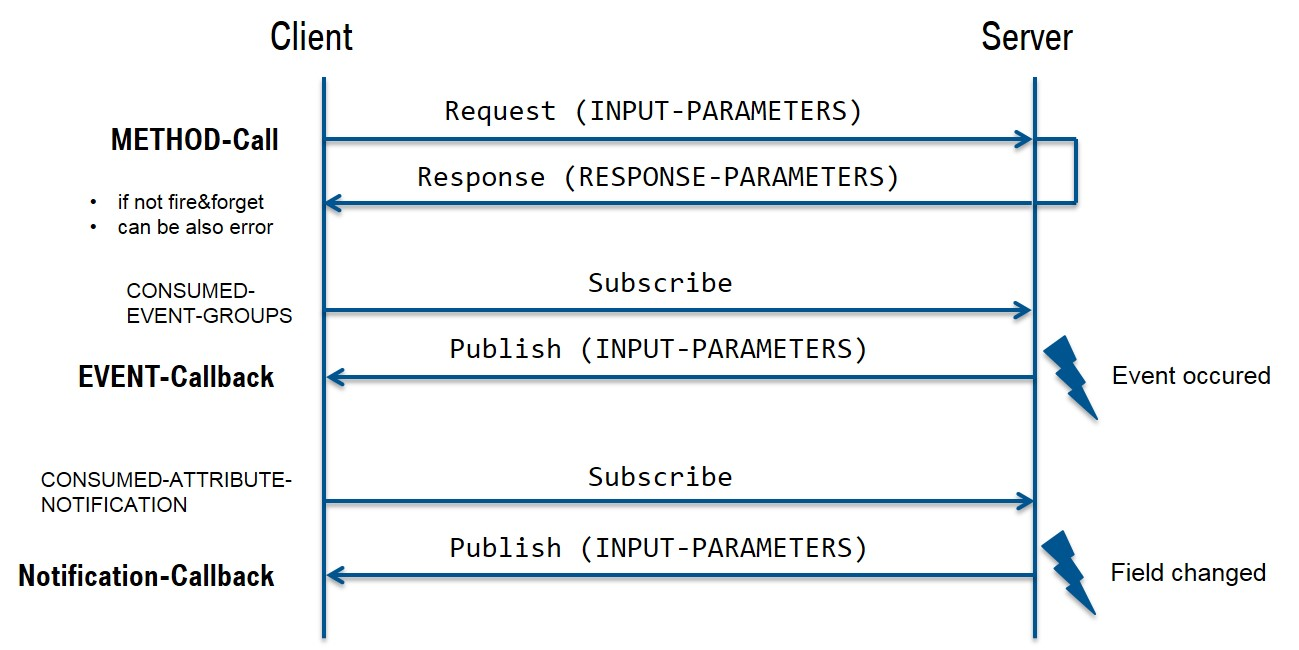 Client
Server
Request (INPUT-PARAMETERS)
METHOD-Call
Response (RESPONSE-PARAMETERS)
• if not fire&forget
• can be also error
Subscribe
CONSUMED-
EVENT-GROUPS
Publish (INPUT-PARAMETERS)
EVENT-Callback
Event occured
Subscribe
CONSUMED-ATTRIBUTE-
NOTIFICATION
Publish (INPUT-PARAMETERS)
Notification-Callback
Field changed